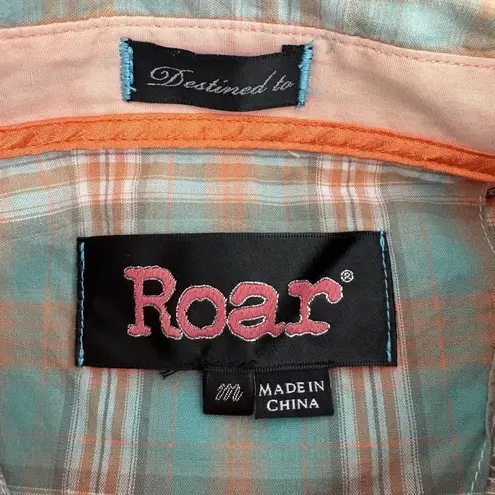 Destined to
Roar®
m
MADE IN
CHINA